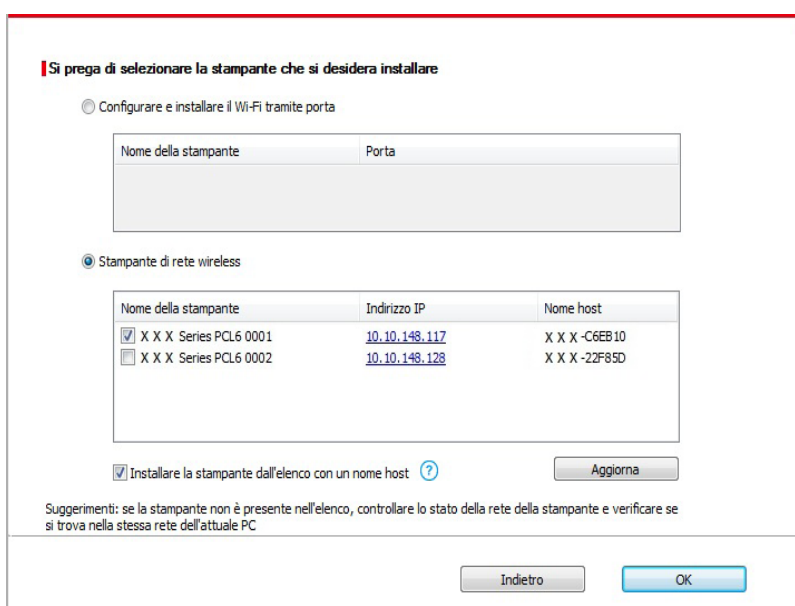 Si prega di selezionare la stampante che si desidera installare
Configurare e installare il Wi-Fi tramite porta
Nome della stampante Porta
Stampante di rete wireless
Nome della stampante Indirizzo IP Nome host
X X X Series PCL6 0001 10.10.148.117 X X X -C6EB10
X X X Series PCL6 0002 10.10.148.128 X X X -22F85D
Installare la stampante dall'elenco con un nome host ? Aggiorna
Suggerimenti: se la stampante non è presente nell'elenco, controllare lo stato della rete della stampante e verificare se
si trova nella stessa rete dell'attuale PC
Indietro OK